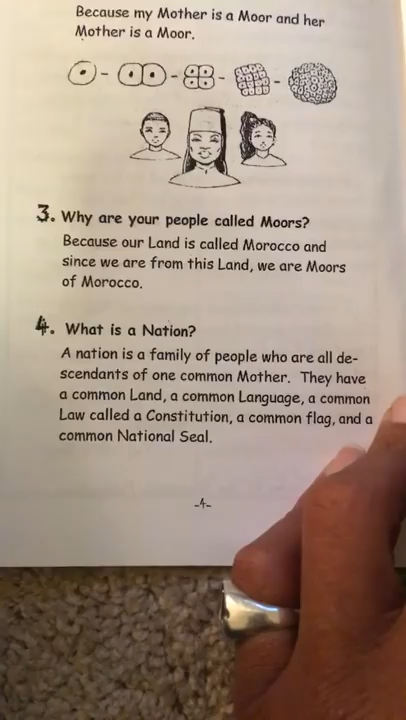 Because my Mother is a Moor and her
Mother is a Moor.
3. Why are your people called Moors?
Because our Land is called Morocco and
since we are from this Land, we are Moors
of Morocco.
4. What is a Nation?
A nation is a family of people who are all de-
scendants of one common Mother. They have
a common Land, a common Language, a common
Law called a Constitution, a common flag, and a
common National Seal.
-4-